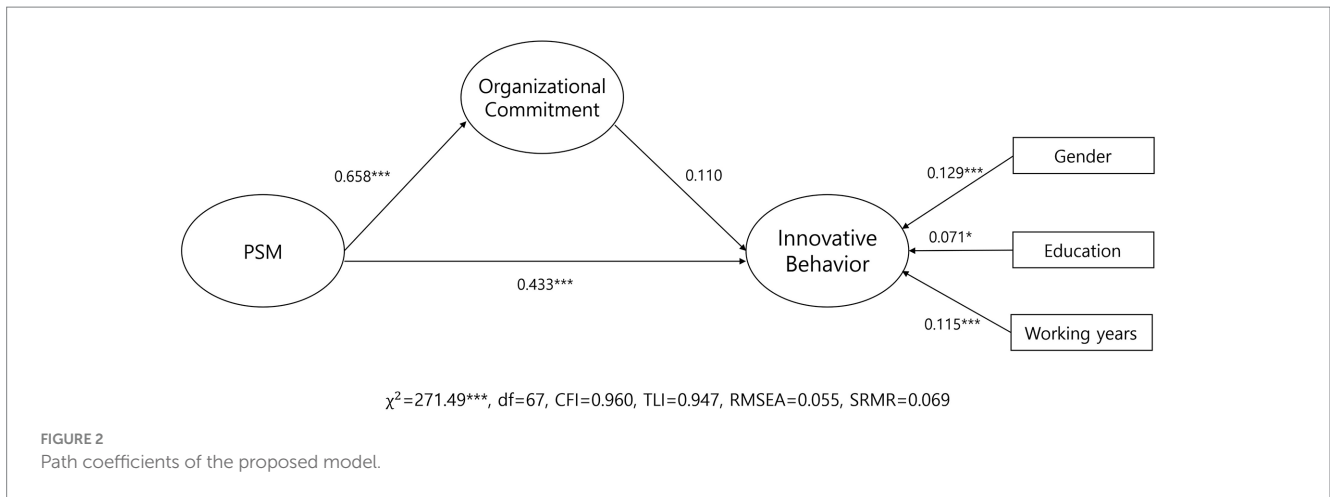 Organizational
Commitment
Gender
0.658***
0.110
0.129***
PSM
Innovative
Behavior
0.071*
Education
0.433***
0.115***
Working years
χ²=271.49***, df=67, CFI=0.960, TLI=0.947, RMSEA=0.055, SRMR=0.069
FIGURE 2
Path coefficients of the proposed model.